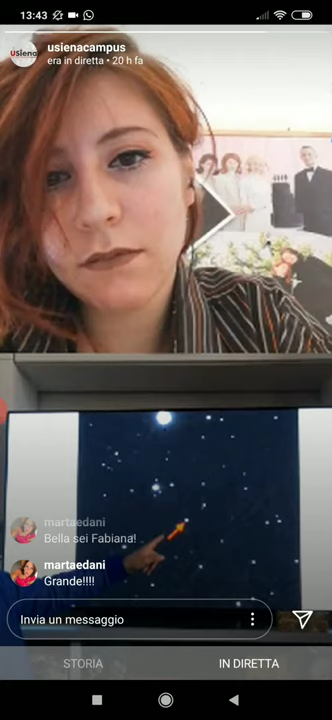 13:43
usienacampus
USiena
era in diretta • 20 h fa
martaedani
Bella sei Fabiana!
martaedani
Grande!!!!
Invia un messaggio
STORIA
IN DIRETTA